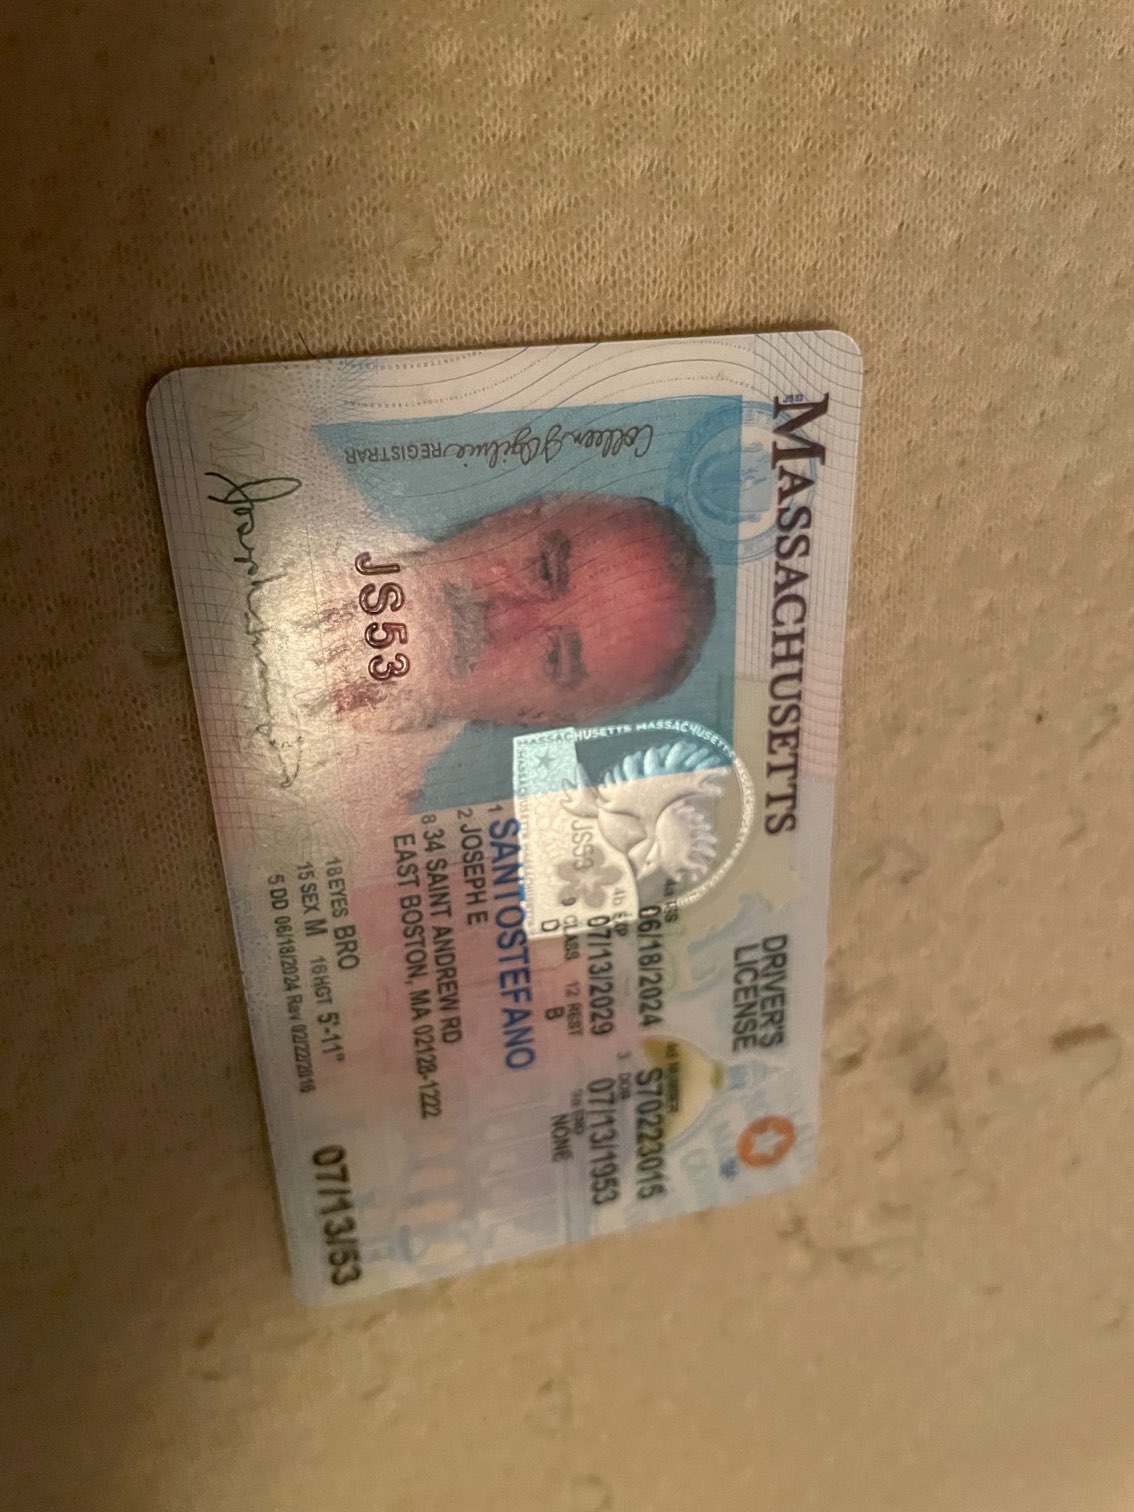 MASSACHUSETTS
DRIVER'S
LICENSE
4a ISS
06/18/2024
4d NUMBER
S70223015
4b EXP
07/13/2029
3 DOB
07/13/1953
CLASS
D
12 REST
B
9a END
NONE
1 SANTOSTEFANO
2 JOSEPH E
8 34 SAINT ANDREW RD
EAST BOSTON, MA 02128-1222
18 EYES BRO
15 SEX M 16 HGT 5'-11"
5 DD 06/18/2024 Rev 02/22/2016
07/13/53
JS53
Colleen J Ogilvie REGISTRAR
MASSACHUSETTS MASSACHUSETTS
JS53